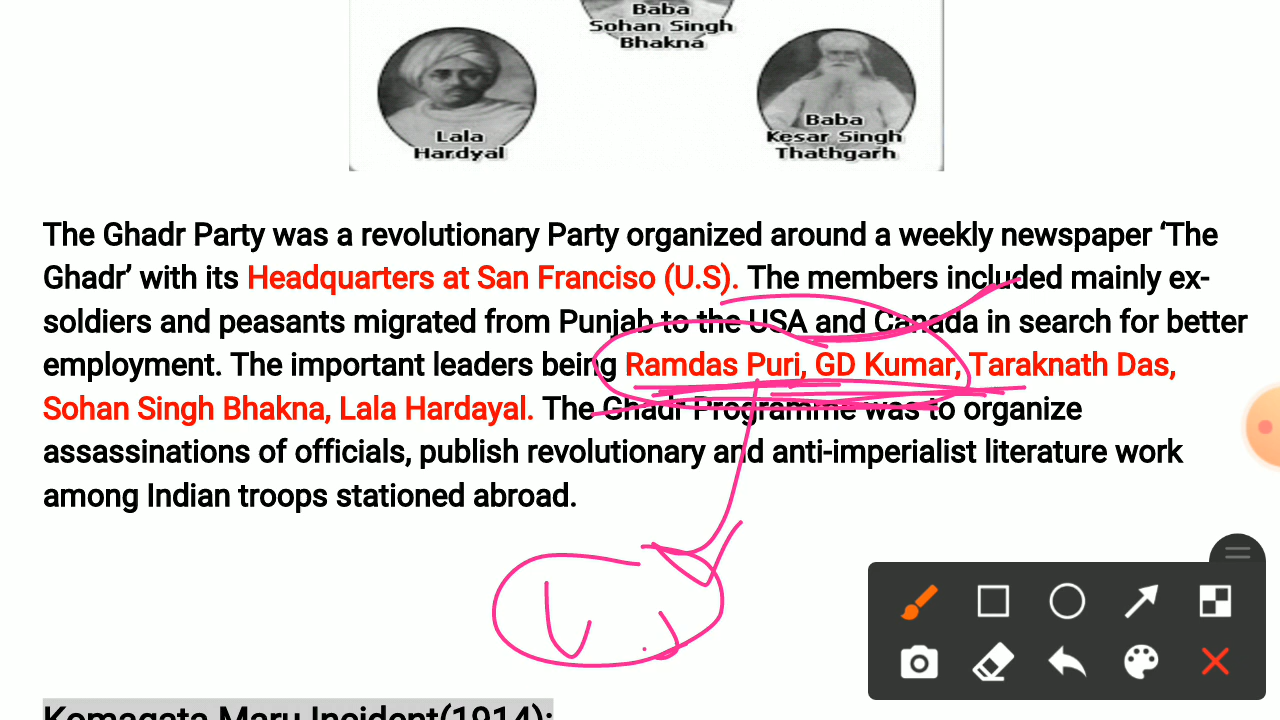 Baba
Sohan Singh
Bhakna
Lala
Hardyal
Baba
Kesar Singh
Thathgarh
The Ghadr Party was a revolutionary Party organized around a weekly newspaper ‘The
Ghadr’ with its Headquarters at San Franciso (U.S). The members included mainly ex-
soldiers and peasants migrated from Punjab to the USA and Canada in search for better
employment. The important leaders being Ramdas Puri, GD Kumar, Taraknath Das,
Sohan Singh Bhakna, Lala Hardayal. The Ghadr Programme was to organize
assassinations of officials, publish revolutionary and anti-imperialist literature work
among Indian troops stationed abroad.
Komagata Maru Incident(1914):